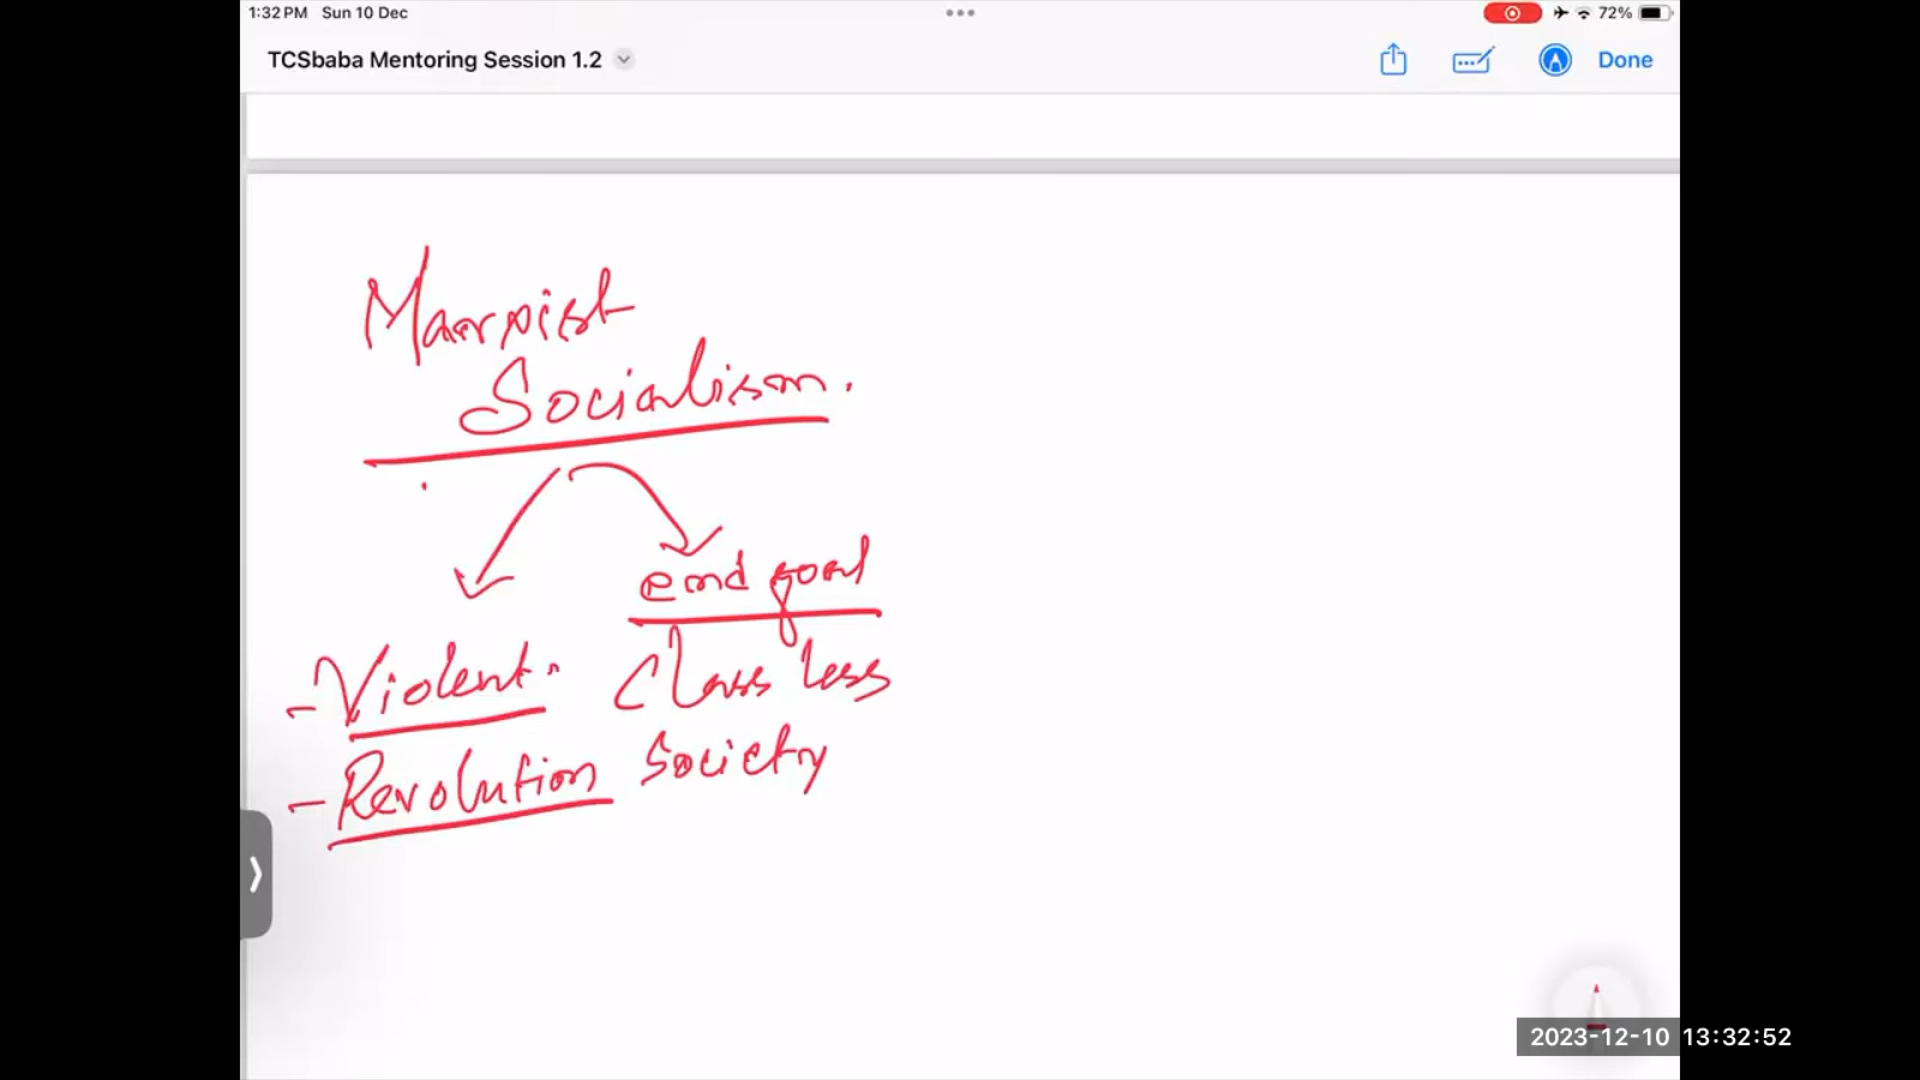 1:32 PM Sun 10 Dec
72%
TCSbaba Mentoring Session 1.2
Done
Marxist
Socialism.
end goal
- Violent. Class less
- Revolution Society
2023-12-10 13:32:52